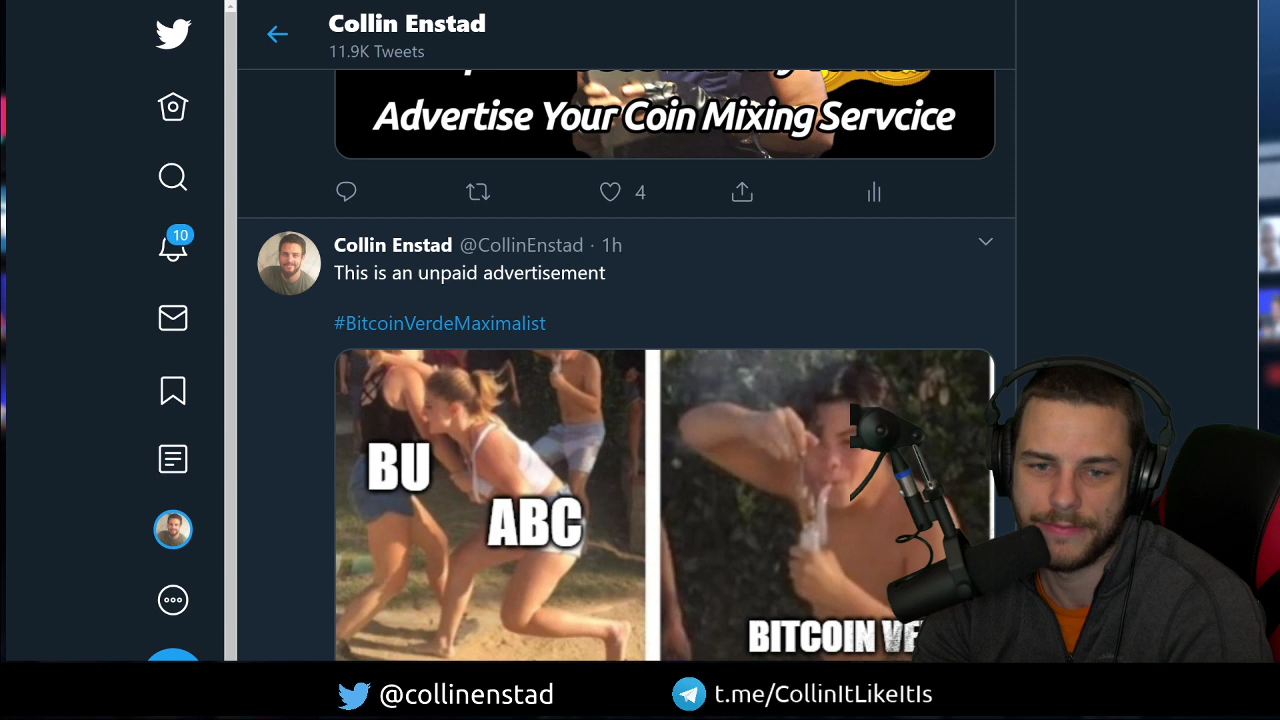 Collin Enstad
11.9K Tweets
Advertise Your Coin Mixing Servcice
4
10
Collin Enstad @CollinEnstad · 1h
This is an unpaid advertisement
#BitcoinVerdeMaximalist
BU
ABC
BITCOIN
@collinenstad
t.me/CollinItLikeItIs